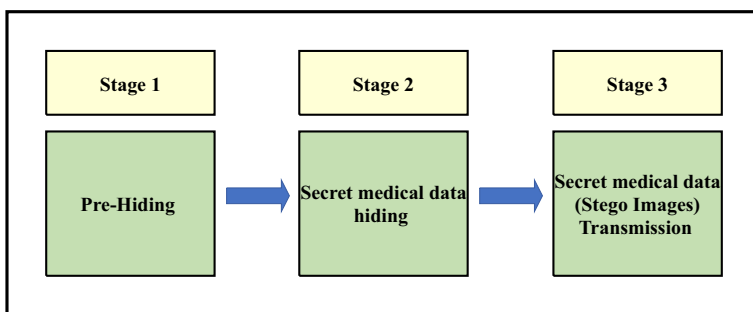 Stage 1
Stage 2
Stage 3
Pre-Hiding
Secret medical data
hiding
Secret medical data
(Stego Images)
Transmission